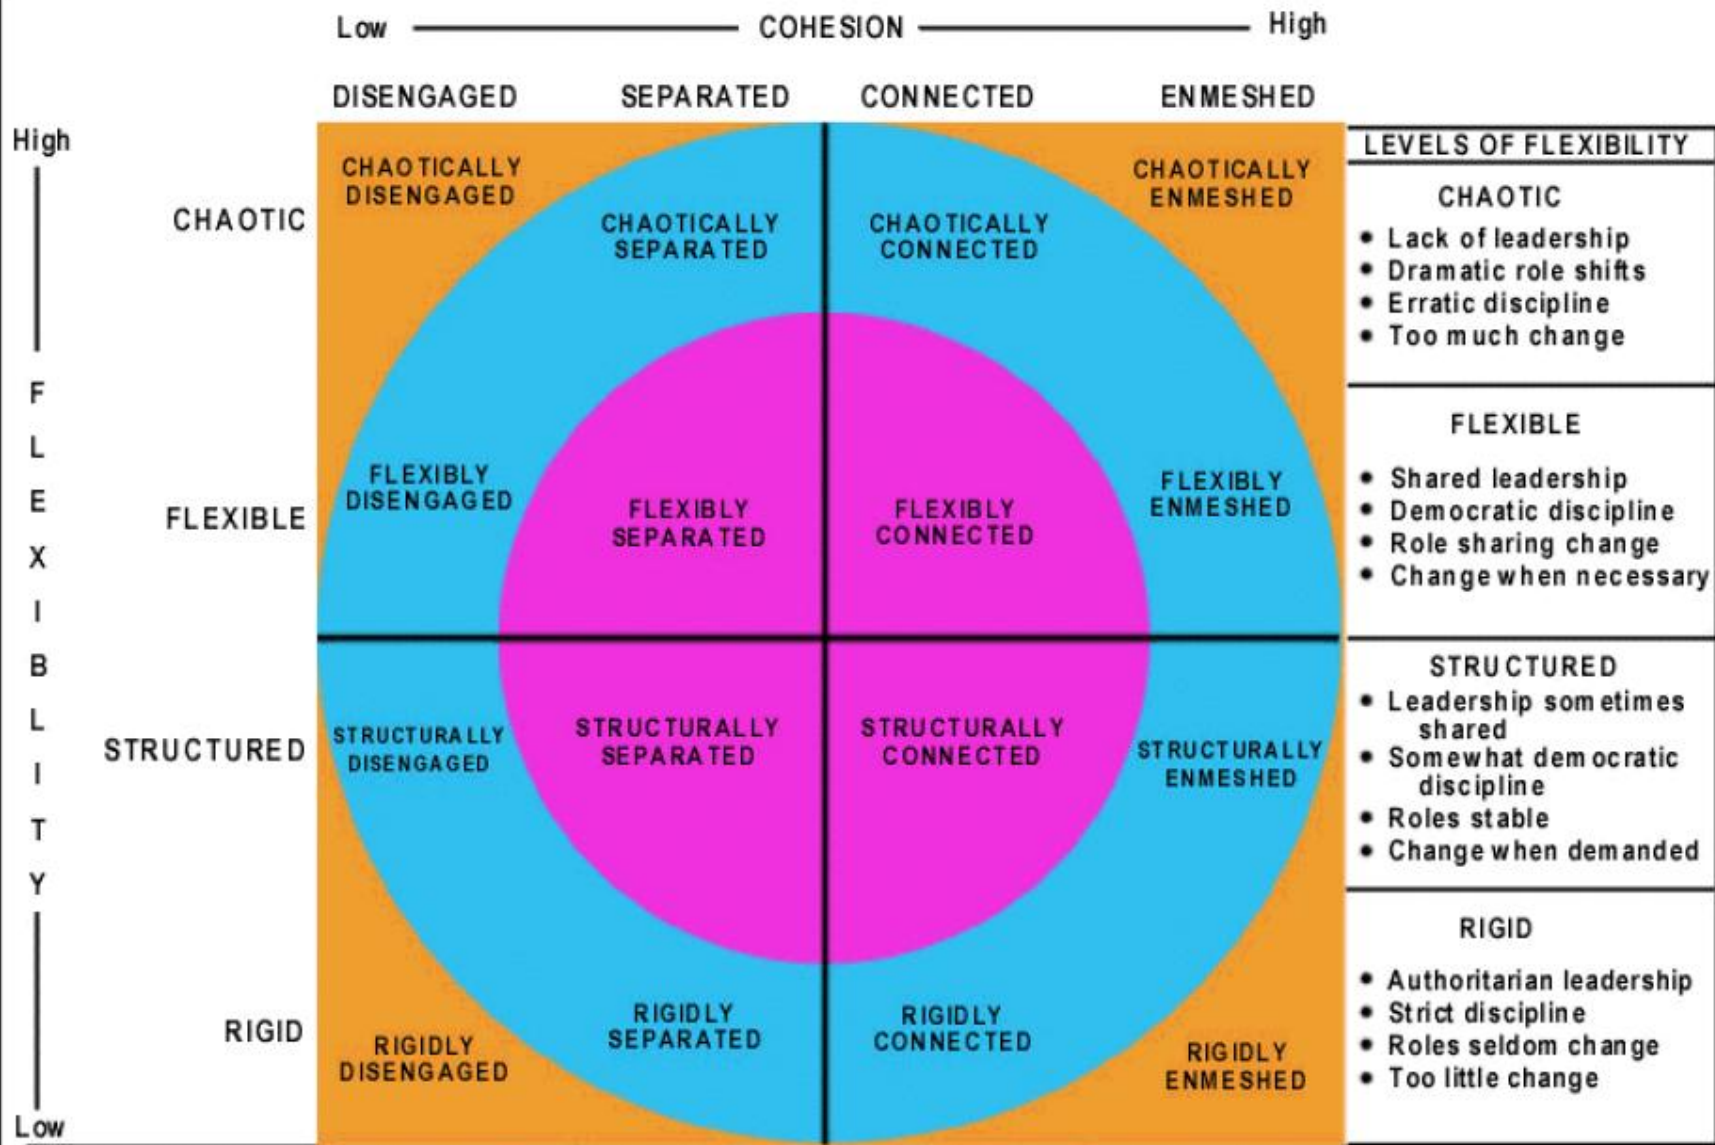 Low COHESION High
DISENGAGED SEPARATED CONNECTED ENMESHED
High
FLEXIBLITY
Low
CHAOTIC
FLEXIBLE
STRUCTURED
RIGID
CHAOTICALLY
DISENGAGED
CHAOTICALLY
SEPARATED
CHAOTICALLY
CONNECTED
CHAOTICALLY
ENMESHED
FLEXIBLY
DISENGAGED
FLEXIBLY
SEPARATED
FLEXIBLY
CONNECTED
FLEXIBLY
ENMESHED
STRUCTURALLY
DISENGAGED
STRUCTURALLY
SEPARATED
STRUCTURALLY
CONNECTED
STRUCTURALLY
ENMESHED
RIGIDLY
DISENGAGED
RIGIDLY
SEPARATED
RIGIDLY
CONNECTED
RIGIDLY
ENMESHED
LEVELS OF FLEXIBILITY
CHAOTIC
• Lack of leadership
• Dramatic role shifts
• Erratic discipline
• Too much change
FLEXIBLE
• Shared leadership
• Democratic discipline
• Role sharing change
• Change when necessary
STRUCTURED
• Leadership sometimes
shared
• Somewhat democratic
discipline
• Roles stable
• Change when demanded
RIGID
• Authoritarian leadership
• Strict discipline
• Roles seldom change
• Too little change